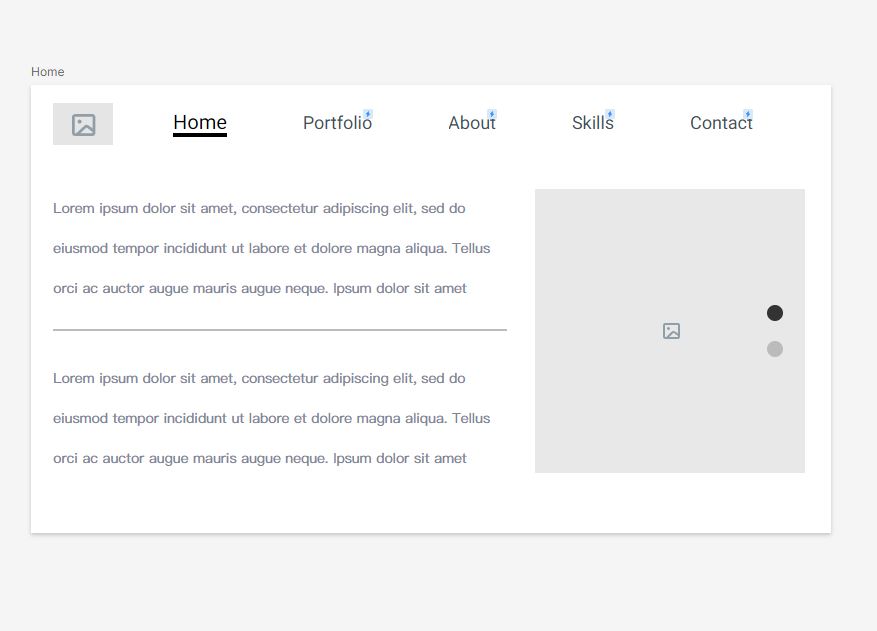 Home
Home Portfolio About Skills Contact
Lorem ipsum dolor sit amet, consectetur adipiscing elit, sed do
eiusmod tempor incididunt ut labore et dolore magna aliqua. Tellus
orci ac auctor augue mauris augue neque. Ipsum dolor sit amet
Lorem ipsum dolor sit amet, consectetur adipiscing elit, sed do
eiusmod tempor incididunt ut labore et dolore magna aliqua. Tellus
orci ac auctor augue mauris augue neque. Ipsum dolor sit amet